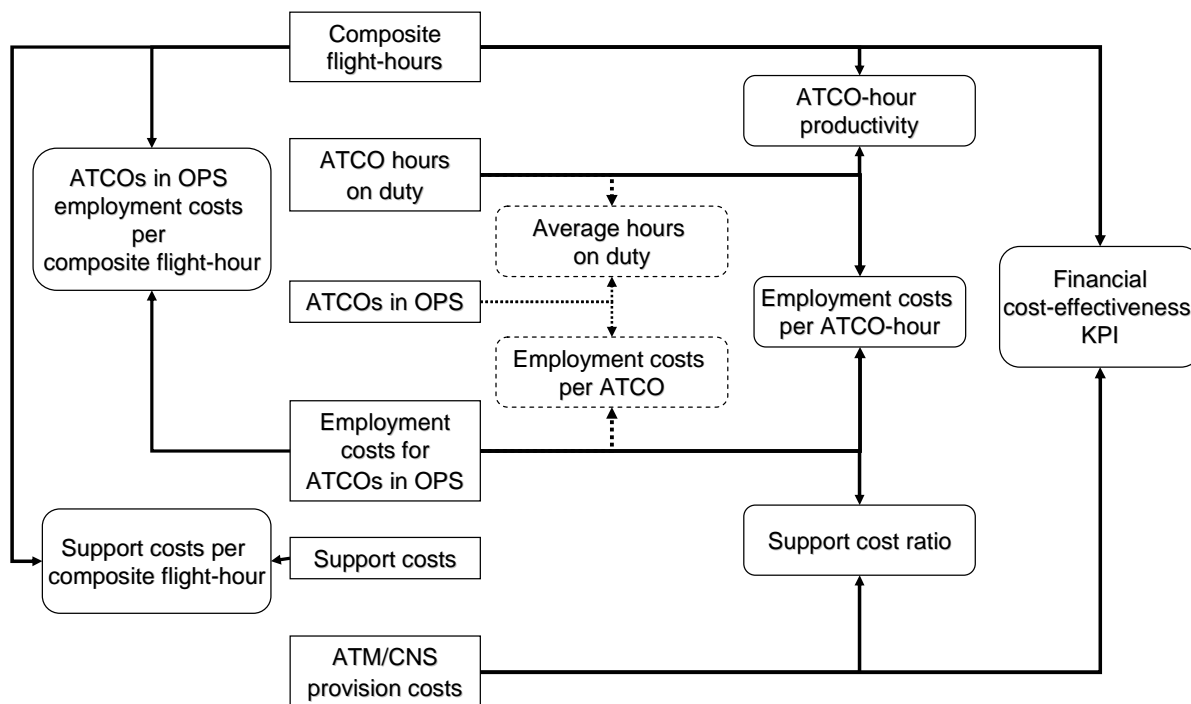 Composite
flight-hours
ATCO-hour
productivity
ATCO hours
on duty
ATCOs in OPS
employment costs
per
composite flight-hour
Average hours
on duty
ATCOs in OPS
Employment costs
per ATCO-hour
Financial
cost-effectiveness
KPI
Employment costs
per ATCO
Employment
costs for
ATCOs in OPS
Support costs per
composite flight-hour
Support costs
Support cost ratio
ATM/CNS
provision costs